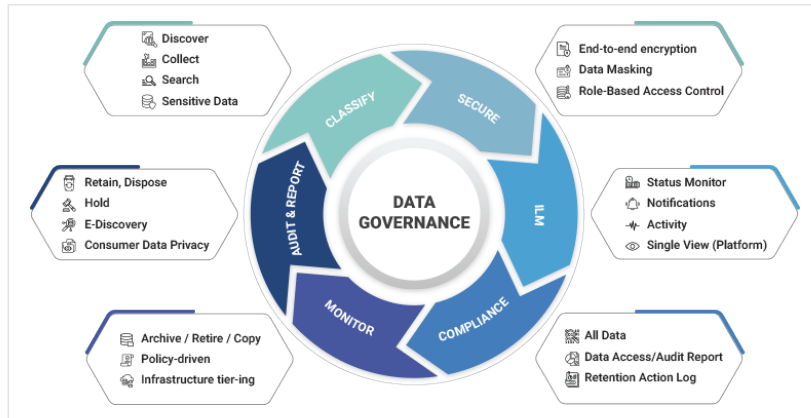 Discover
Collect
Search
Sensitive Data
End-to-end encryption
Data Masking
Role-Based Access Control
CLASSIFY
SECURE
Retain, Dispose
Hold
E-Discovery
Consumer Data Privacy
AUDIT & REPORT
DATA
GOVERNANCE
ILM
Status Monitor
Notifications
Activity
Single View (Platform)
MONITOR
COMPLIANCE
Archive / Retire / Copy
Policy-driven
Infrastructure tier-ing
All Data
Data Access/Audit Report
Retention Action Log